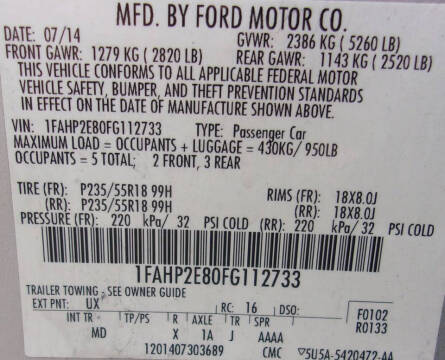 MFD. BY FORD MOTOR CO.
DATE: 07/14 GVWR: 2386 KG (5260 LB)
FRONT GAWR: 1279 KG (2820 LB) REAR GAWR: 1143 KG (2520 LB)
THIS VEHICLE CONFORMS TO ALL APPLICABLE FEDERAL MOTOR
VEHICLE SAFETY, BUMPER, AND THEFT PREVENTION STANDARDS
IN EFFECT ON THE DATE OF MANUFACTURE SHOWN ABOVE.
VIN: 1FAHP2E80FG112733 TYPE: Passenger Car
MAXIMUM LOAD = OCCUPANTS + LUGGAGE = 430KG/ 950LB
OCCUPANTS = 5 TOTAL; 2 FRONT, 3 REAR
TIRE (FR): P235/55R18 99H RIMS (FR): 18X8.0J
(RR): P235/55R18 99H (RR): 18X8.0J
PRESSURE (FR): 220 kPa/ 32 PSI COLD (RR): 220 kPa/ 32 PSI COLD
1FAHP2E80FG112733
TRAILER TOWING - SEE OWNER GUIDE
EXT PNT: UX RC: 16 DSO: F0102
R0133
INT TR TP/PS R AXLE TR SPR
MD X 1A J AAAA
1201407303689 CMC ▽5U5A-5420472-AA